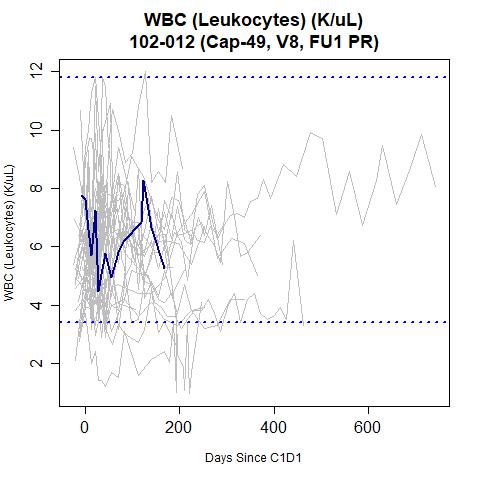 WBC (Leukocytes) (K/uL)
102-012 (Cap-49, V8, FU1 PR)
WBC (Leukocytes) (K/uL)
12
10
8
6
4
2
0 200 400 600
Days Since C1D1